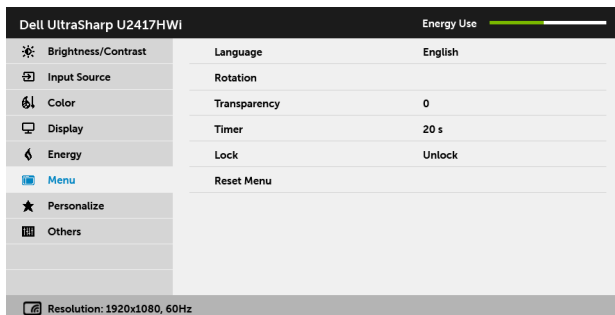 Dell UltraSharp U2417HWi Energy Use
Brightness/Contrast Language English
Input Source Rotation
Color Transparency 0
Display Timer 20 s
Energy Lock Unlock
Menu Reset Menu
Personalize
Others
Resolution: 1920x1080, 60Hz